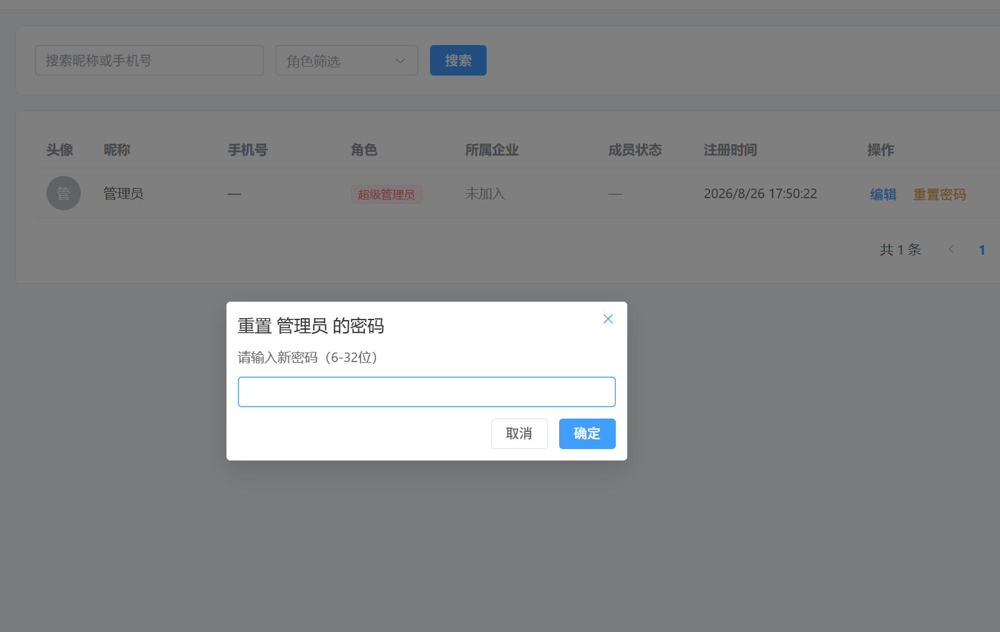 搜索昵称或手机号 角色筛选 搜索
头像 昵称 手机号 角色 所属企业 成员状态 注册时间 操作
管 管理员 — 超级管理员 未加入 — 2026/8/26 17:50:22 编辑 重置密码
共 1 条 1
重置 管理员 的密码
请输入新密码（6-32位）
取消 确定